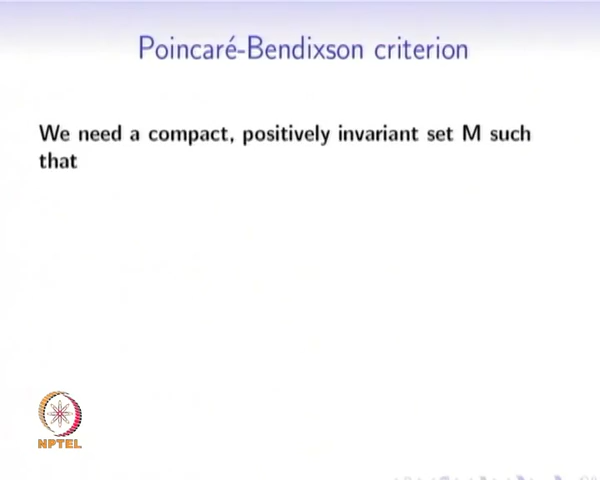 Poincaré-Bendixson criterion
We need a compact, positively invariant set M such
that
NPTEL